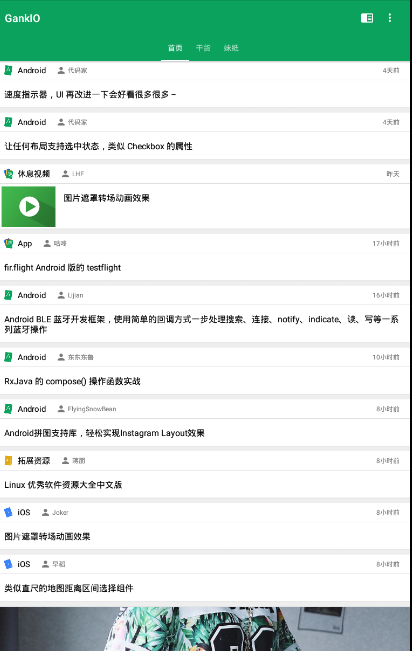 GankIO
首页 干货 妹纸
Android 代码家 4天前
速度指示器，UI 再改进一下会好看很多很多～
Android 代码家 4天前
让任何布局支持选中状态，类似 Checkbox 的属性
休息视频 LHF 昨天
图片遮罩转场动画效果
App 咕咚 17小时前
fir.flight Android 版的 testflight
Android Lijian 16小时前
Android BLE 蓝牙开发框架，使用简单的回调方式一步处理搜索、连接、notify、indicate、读、写等一系
列蓝牙操作
Android 东东东鲁 10小时前
RxJava 的 compose() 操作函数实战
Android FlyingSnowBean 8小时前
Android拼图支持库，轻松实现Instagram Layout效果
拓展资源 蒋朋 8小时前
Linux 优秀软件资源大全中文版
iOS Joker 8小时前
图片遮罩转场动画效果
iOS 早稻 8小时前
类似直尺的地图距离区间选择组件